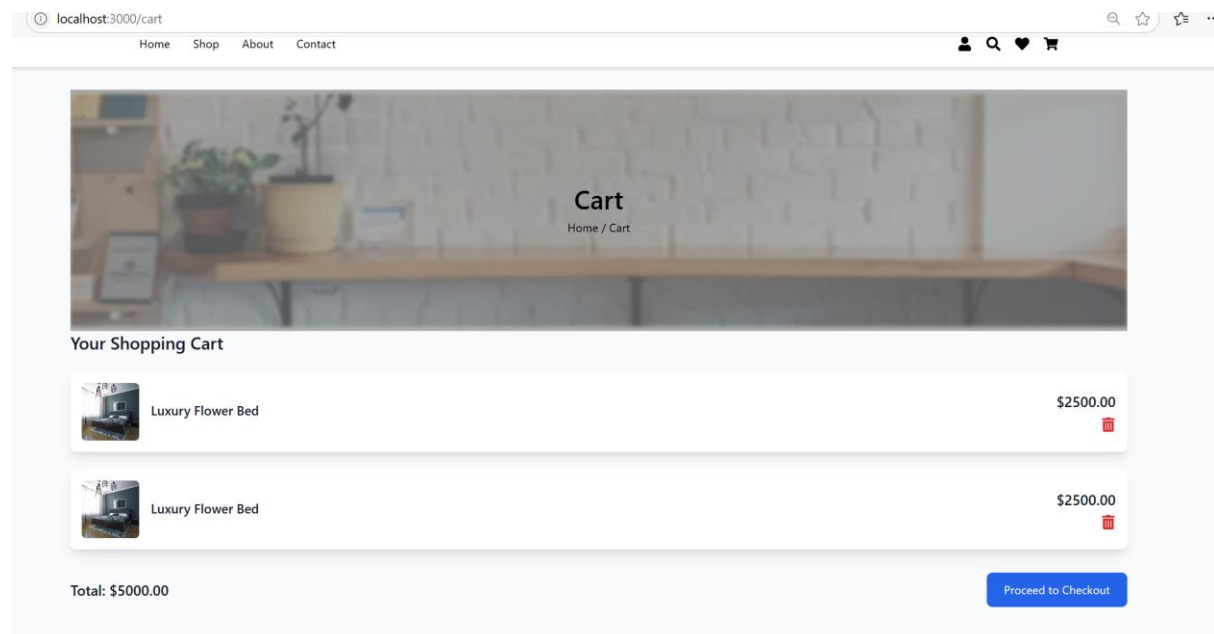 localhost:3000/cart
Home Shop About Contact
Cart
Home / Cart
Your Shopping Cart
Luxury Flower Bed
$2500.00
Luxury Flower Bed
$2500.00
Total: $5000.00
Proceed to Checkout